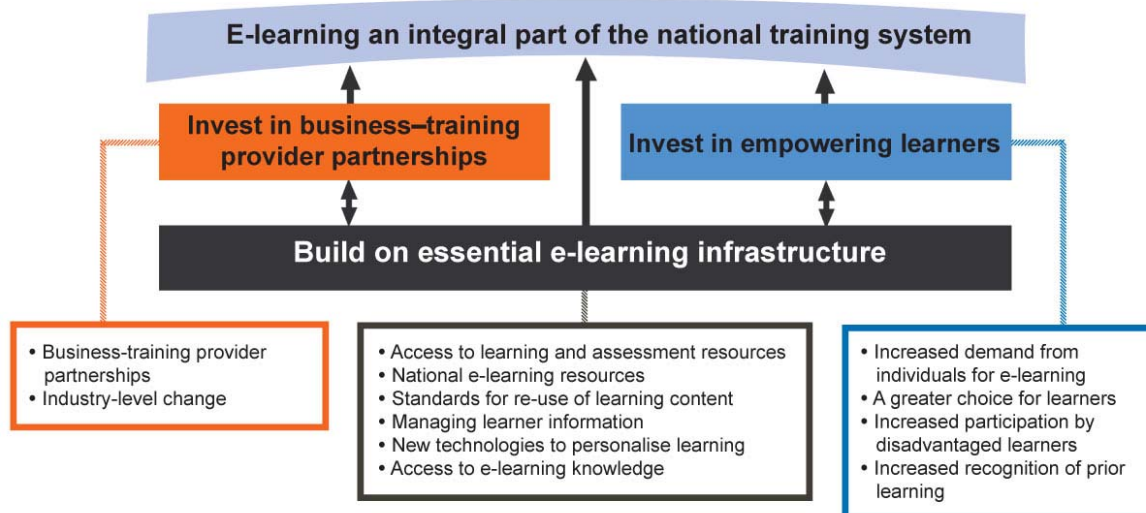 E-learning an integral part of the national training system
Invest in business–training
provider partnerships
Invest in empowering learners
Build on essential e-learning infrastructure
• Business-training provider
partnerships
• Industry-level change
• Access to learning and assessment resources
• National e-learning resources
• Standards for re-use of learning content
• Managing learner information
• New technologies to personalise learning
• Access to e-learning knowledge
• Increased demand from
individuals for e-learning
• A greater choice for learners
• Increased participation by
disadvantaged learners
• Increased recognition of prior
learning